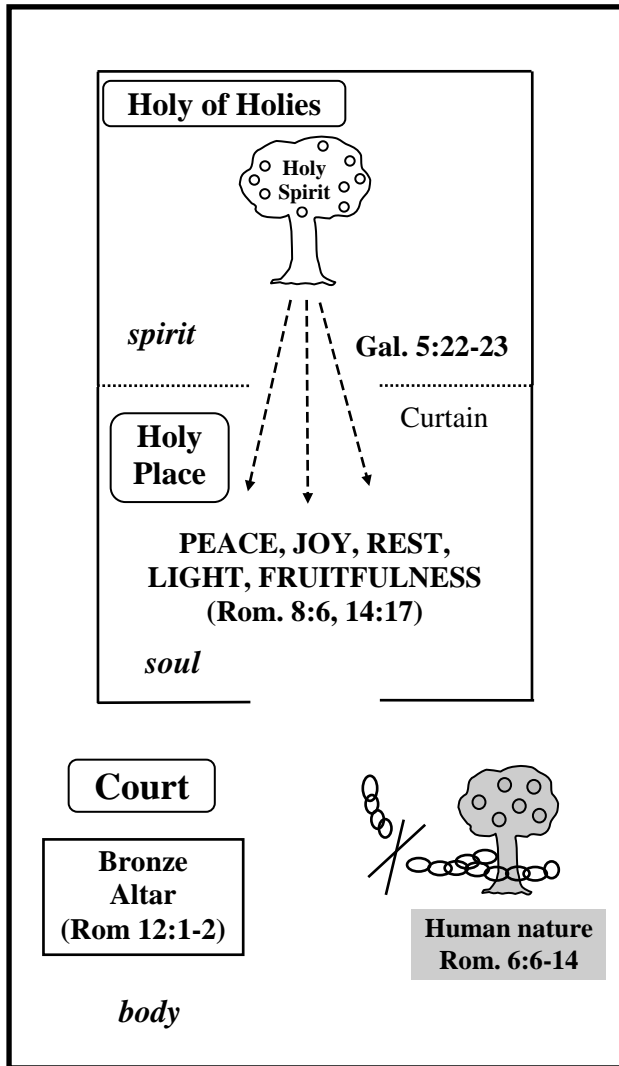 Holy of Holies
Holy
Spirit
spirit
Gal. 5:22-23
Curtain
Holy
Place
PEACE, JOY, REST,
LIGHT, FRUITFULNESS
(Rom. 8:6, 14:17)
soul
Court
Bronze
Altar
(Rom 12:1-2)
Human nature
Rom. 6:6-14
body